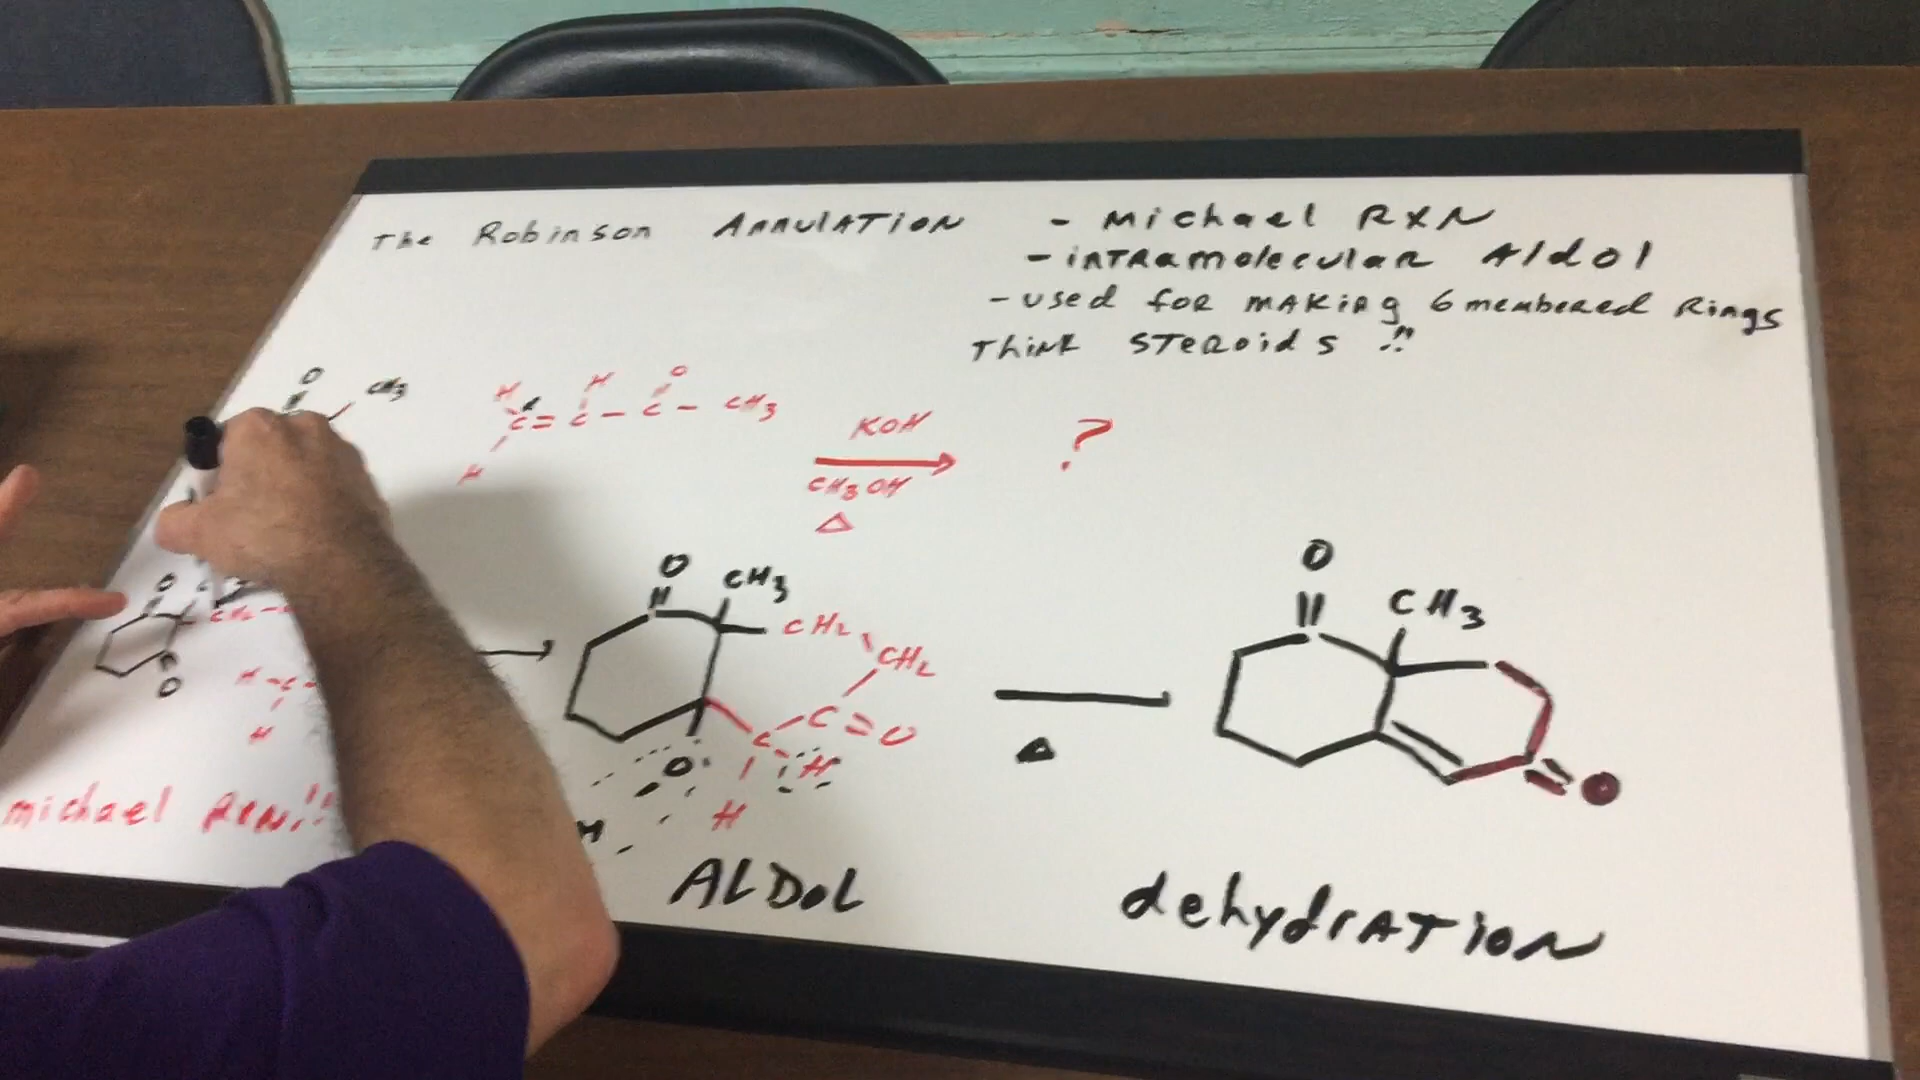 The Robinson Annulation
- Michael RXN
- intramolecular Aldol
- used for making 6 membered Rings
Think steroids !!
O
CH3
H H O
C = C - C - CH3
H
KOH
CH3OH
Δ
?
O
CH2
O
H - C
H
michael RXN!!
O
CH3
CH2
CH2
C = O
C
H
O
H
H
ALDOL
Δ
O
CH3
O
dehydration